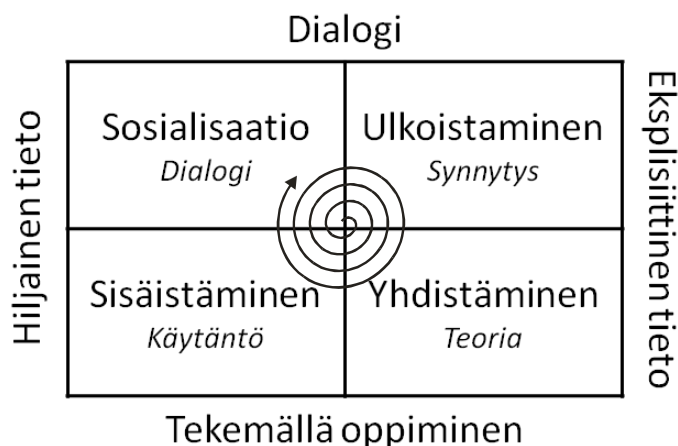 Dialogi
Hiljainen tieto
Sosialisaatio
Dialogi
Ulkoistaminen
Synnytys
Eksplisiittinen tieto
Sisäistäminen
Käytäntö
Yhdistäminen
Teoria
Tekemällä oppiminen